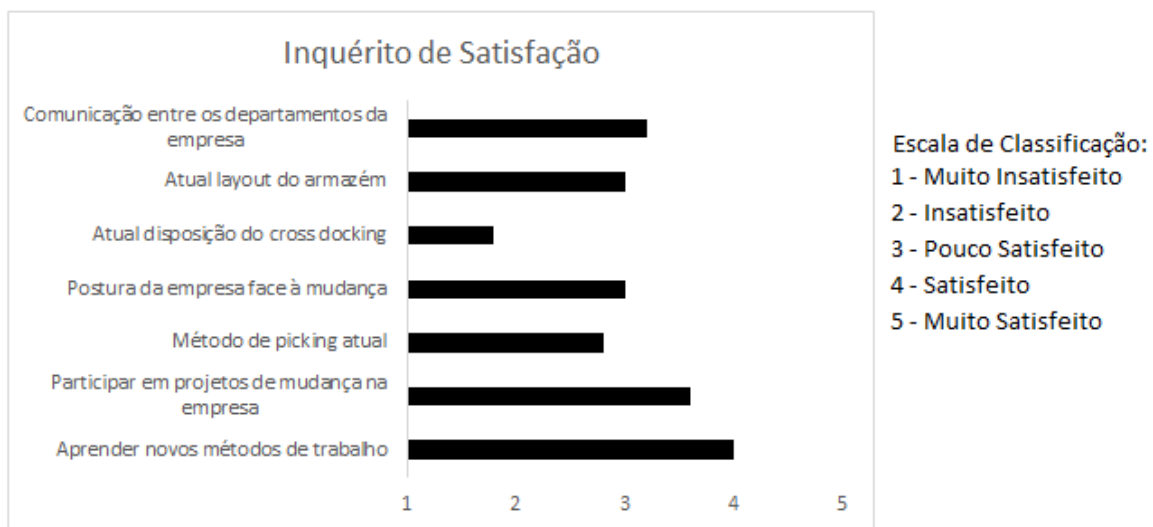 Inquérito de Satisfação
Comunicação entre os departamentos da
empresa
Atual layout do armazém
Atual disposição do cross docking
Postura da empresa face à mudança
Método de picking atual
Participar em projetos de mudança na
empresa
Aprender novos métodos de trabalho
1 2 3 4 5
Escala de Classificação:
1 - Muito Insatisfeito
2 - Insatisfeito
3 - Pouco Satisfeito
4 - Satisfeito
5 - Muito Satisfeito